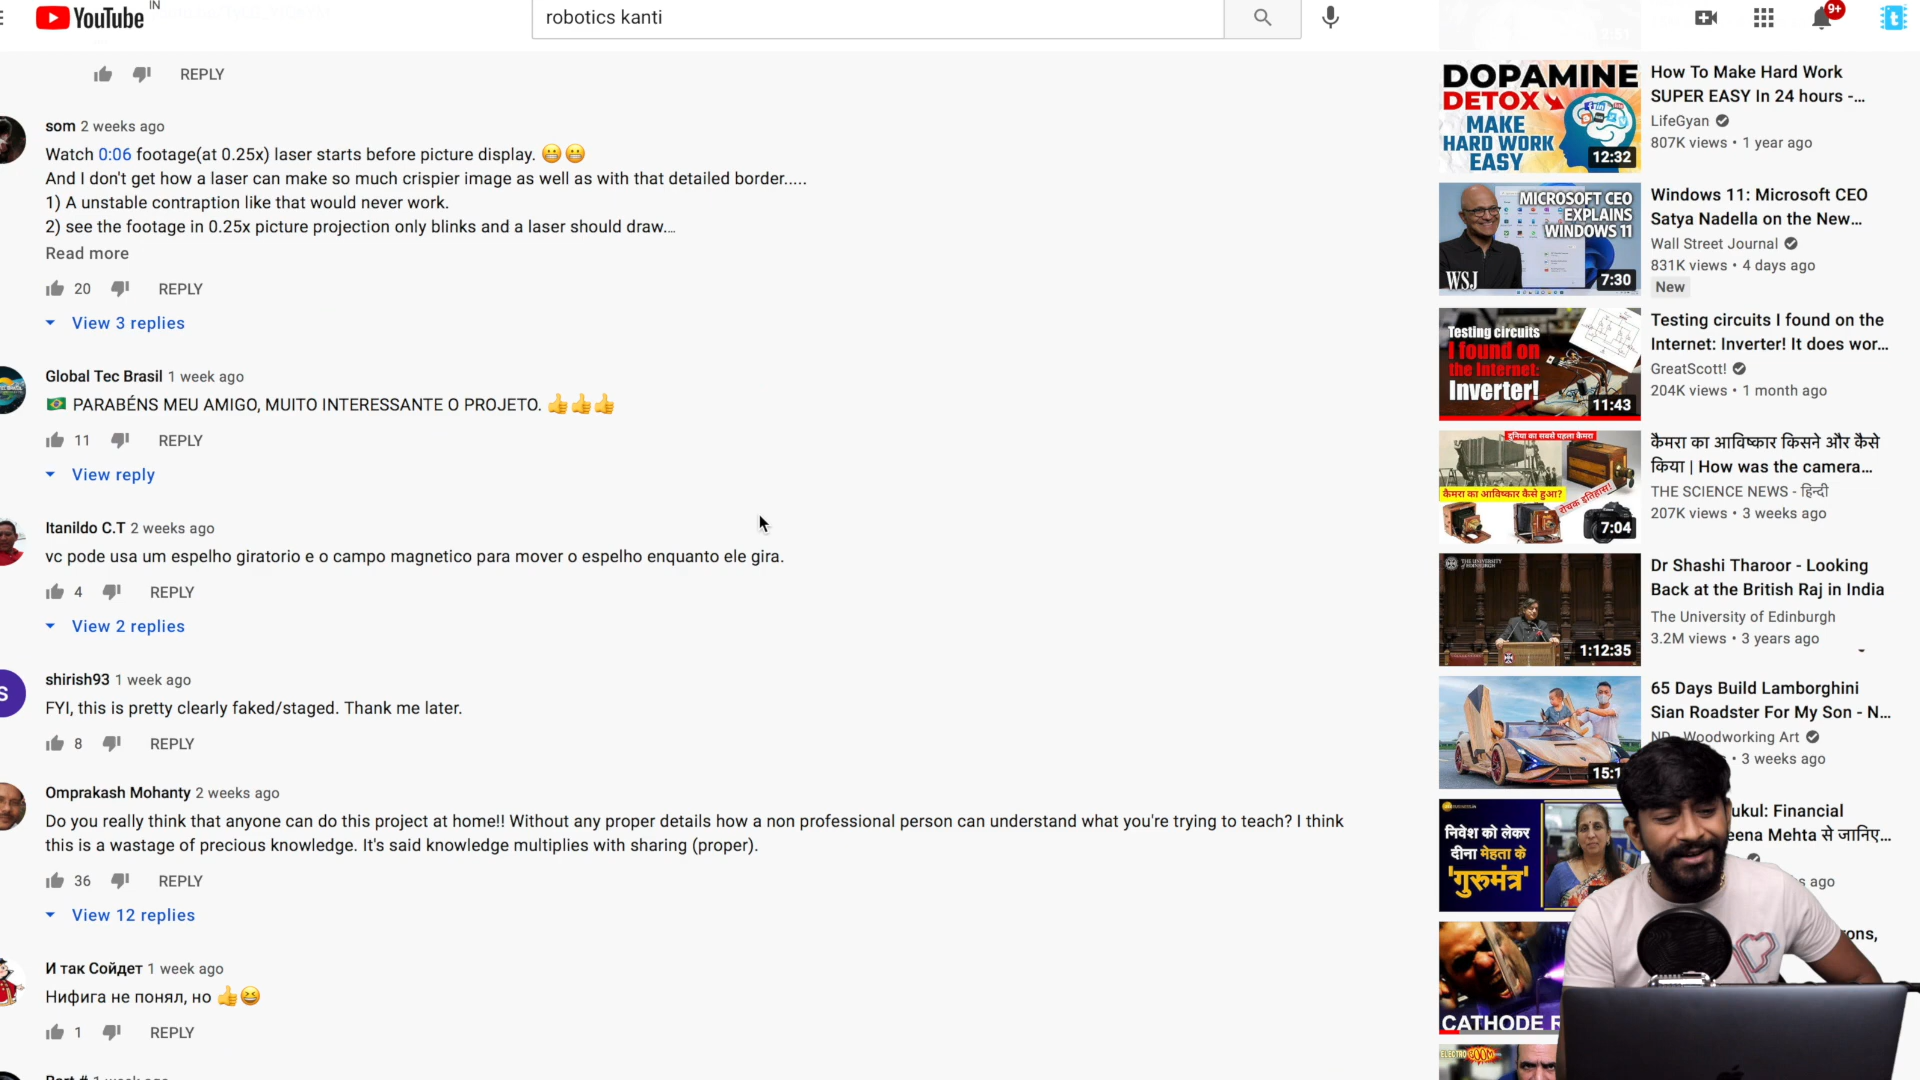 YouTube IN
robotics kanti
9+
REPLY
som 2 weeks ago
Watch 0:06 footage(at 0.25x) laser starts before picture display. 😬😬
And I don't get how a laser can make so much crispier image as well as with that detailed border.....
1) A unstable contraption like that would never work.
2) see the footage in 0.25x picture projection only blinks and a laser should draw...
Read more
20 REPLY
View 3 replies
Global Tec Brasil 1 week ago
🇧🇷 PARABÉNS MEU AMIGO, MUITO INTERESSANTE O PROJETO. 👍👍👍
11 REPLY
View reply
Itanildo C.T 2 weeks ago
vc pode usa um espelho giratorio e o campo magnetico para mover o espelho enquanto ele gira.
4 REPLY
View 2 replies
S
shirish93 1 week ago
FYI, this is pretty clearly faked/staged. Thank me later.
8 REPLY
Omprakash Mohanty 2 weeks ago
Do you really think that anyone can do this project at home!! Without any proper details how a non professional person can understand what you're trying to teach? I think
this is a wastage of precious knowledge. It's said knowledge multiplies with sharing (proper).
36 REPLY
View 12 replies
И так Сойдет 1 week ago
Нифига не понял, но 👍😆
1 REPLY
DOPAMINE
DETOX
MAKE
HARD WORK
EASY
12:32
How To Make Hard Work
SUPER EASY In 24 hours -...
LifeGyan
807K views • 1 year ago
MICROSOFT CEO
EXPLAINS
WINDOWS 11
WSJ
7:30
Windows 11: Microsoft CEO
Satya Nadella on the New...
Wall Street Journal
831K views • 4 days ago
New
Testing circuits
I found on
the Internet:
Inverter!
11:43
Testing circuits I found on the
Internet: Inverter! It does wor...
GreatScott!
204K views • 1 month ago
दुनिया का सबसे पहला कैमरा
कैमरा का आविष्कार कैसे हुआ?
रोचक इतिहास!
7:04
कैमरा का आविष्कार किसने और कैसे
किया | How was the camera...
THE SCIENCE NEWS - हिन्दी
207K views • 3 weeks ago
THE UNIVERSITY of EDINBURGH
1:12:35
Dr Shashi Tharoor - Looking
Back at the British Raj in India
The University of Edinburgh
3.2M views • 3 years ago
15:1
65 Days Build Lamborghini
Sian Roadster For My Son - N...
ND - Woodworking Art
• 3 weeks ago
निवेश को लेकर
दीना मेहता के
'गुरूमंत्र'
ukul: Financial
eena Mehta से जानिए...
s ago
CATHODE R
ons,
ELECTRO BOOM